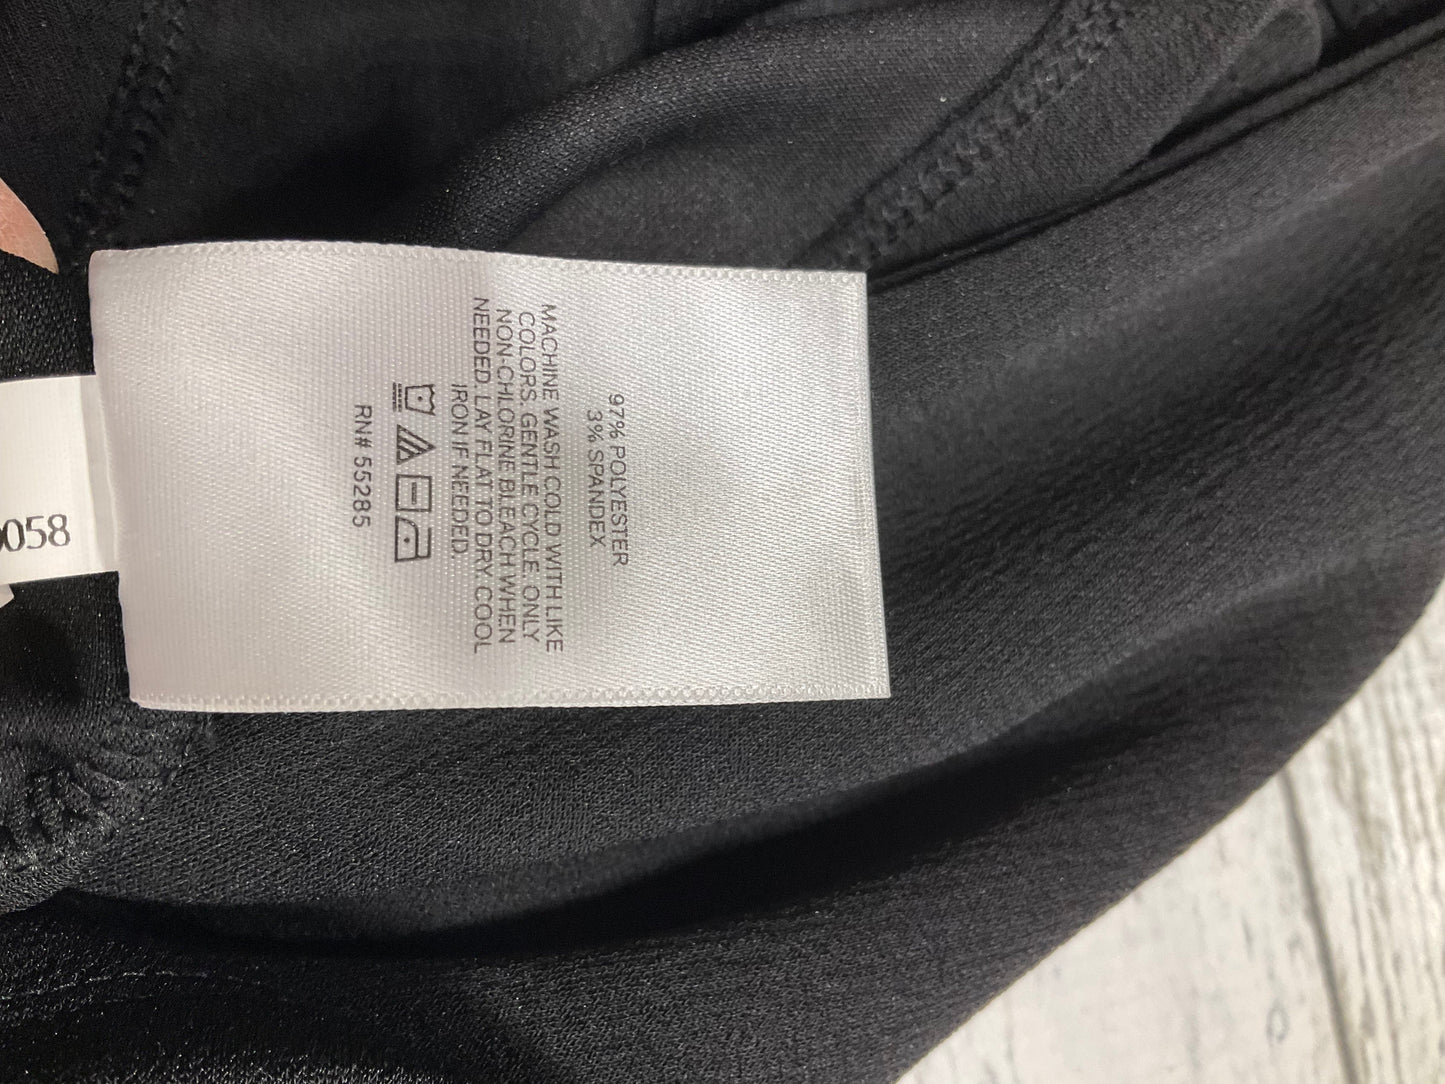 97% POLYESTER
3% SPANDEX
MACHINE WASH COLD WITH LIKE
COLORS. GENTLE CYCLE. ONLY
NON-CHLORINE BLEACH WHEN
NEEDED. LAY FLAT TO DRY. COOL
IRON IF NEEDED.
RN# 55285
0058